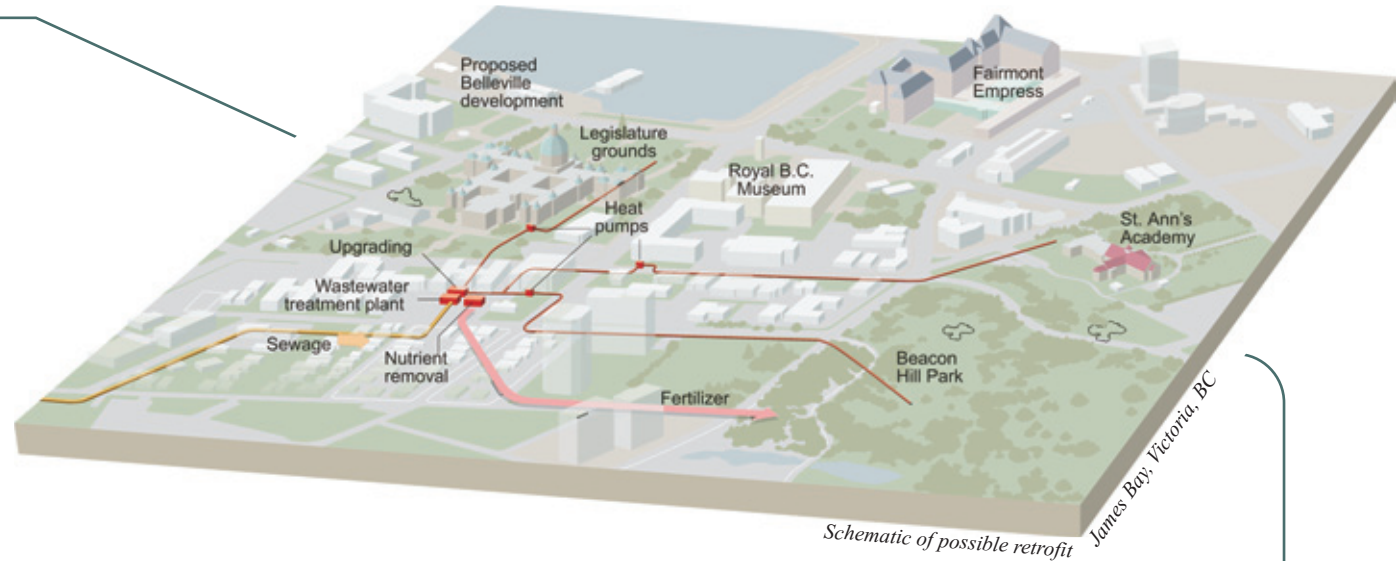 Proposed
Belleville
development
Fairmont
Empress
Legislature
grounds
Royal B.C.
Museum
Heat
pumps
St. Ann's
Academy
Upgrading
Wastewater
treatment plant
Sewage
Nutrient
removal
Beacon
Hill Park
Fertilizer
Schematic of possible retrofit
James Bay, Victoria, BC